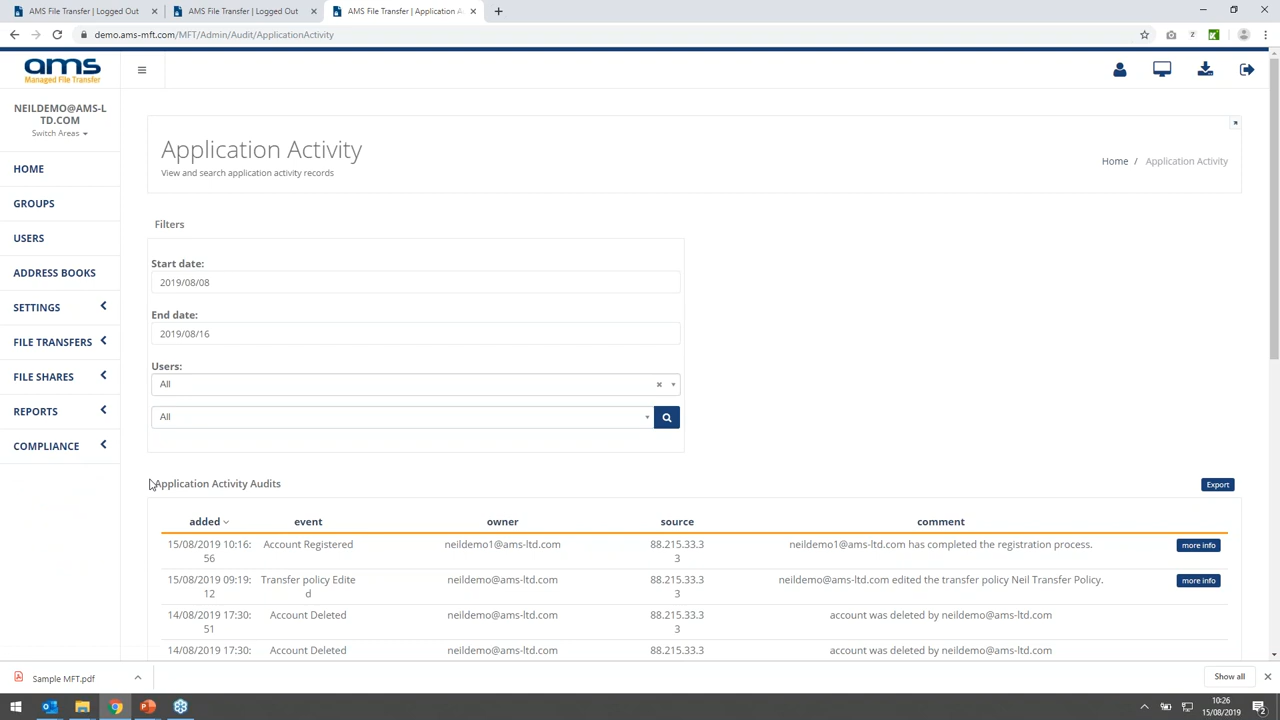 AMS File Transfer | Logged Out
AMS File Transfer | Logged Out
AMS File Transfer | Application A
demo.ams-mft.com/MFT/Admin/Audit/ApplicationActivity
ams
Managed File Transfer
NEILDEMO@AMS-L
TD.COM
Switch Areas
HOME
GROUPS
USERS
ADDRESS BOOKS
SETTINGS
FILE TRANSFERS
FILE SHARES
REPORTS
COMPLIANCE
Application Activity
View and search application activity records
Home / Application Activity
Filters
Start date:
2019/08/08
End date:
2019/08/16
Users:
All
All
Application Activity Audits
Export
added event owner source comment
15/08/2019 10:16: Account Registered neildemo1@ams-ltd.com 88.215.33.3 neildemo1@ams-ltd.com has completed the registration process. more info
56 3
15/08/2019 09:19: Transfer policy Edite neildemo@ams-ltd.com 88.215.33.3 neildemo@ams-ltd.com edited the transfer policy Neil Transfer Policy. more info
12 d 3
14/08/2019 17:30: Account Deleted neildemo@ams-ltd.com 88.215.33.3 account was deleted by neildemo@ams-ltd.com
51 3
14/08/2019 17:30: Account Deleted neildemo@ams-ltd.com 88.215.33.3 account was deleted by neildemo@ams-ltd.com
Sample MFT.pdf
Show all
10:26
15/08/2019
2